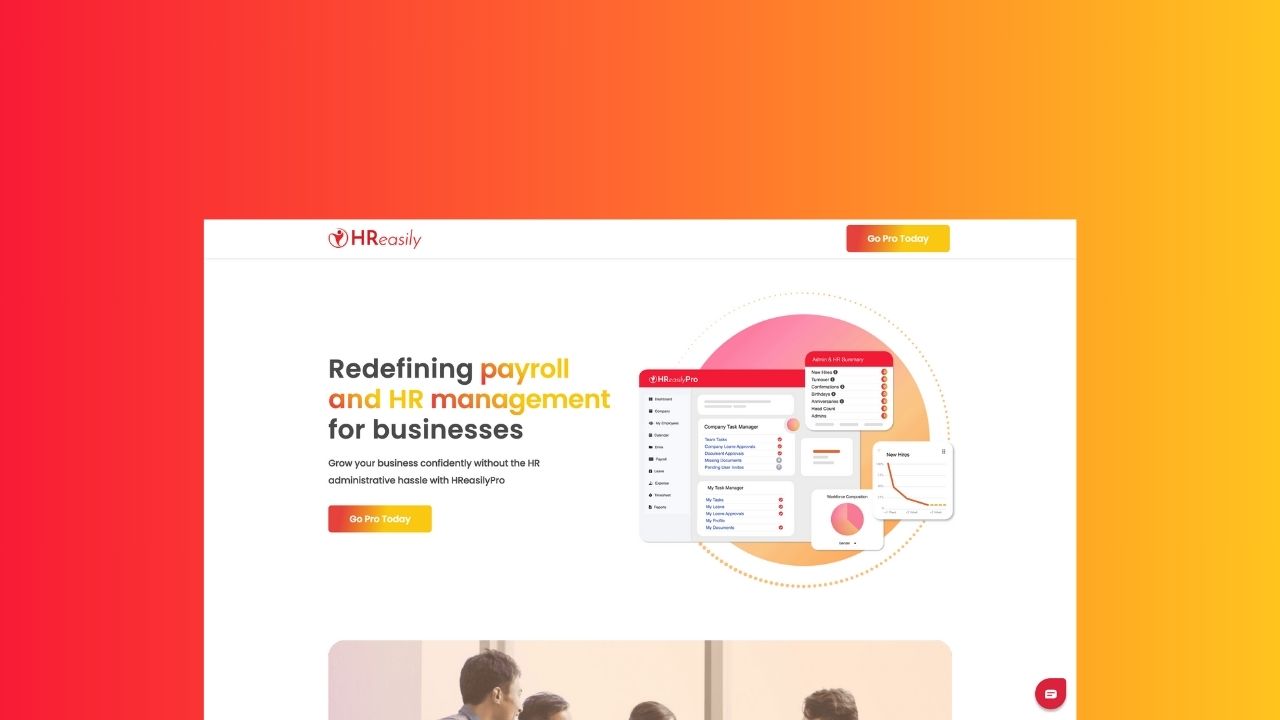 HReasily
Go Pro Today
Redefining payroll
and HR management
for businesses
Grow your business confidently without the HR
administrative hassle with HReasilyPro
Go Pro Today
HReasilyPro
Dashboard
Company
My Employees
Calendar
Drive
Payroll
Leave
Expense
Timesheet
Reports
Company Task Manager
Team Tasks
Company Leave Approvals
Document Approvals
Missing Documents
Pending User Invites
My Task Manager
My Tasks
My Leave
My Leave Approvals
My Profile
My Documents
Admin & HR Summary
New Hires
Turnover
Confirmations
Birthdays
Anniversaries
Head Count
Admins
New Hires
Workforce Composition
Gender